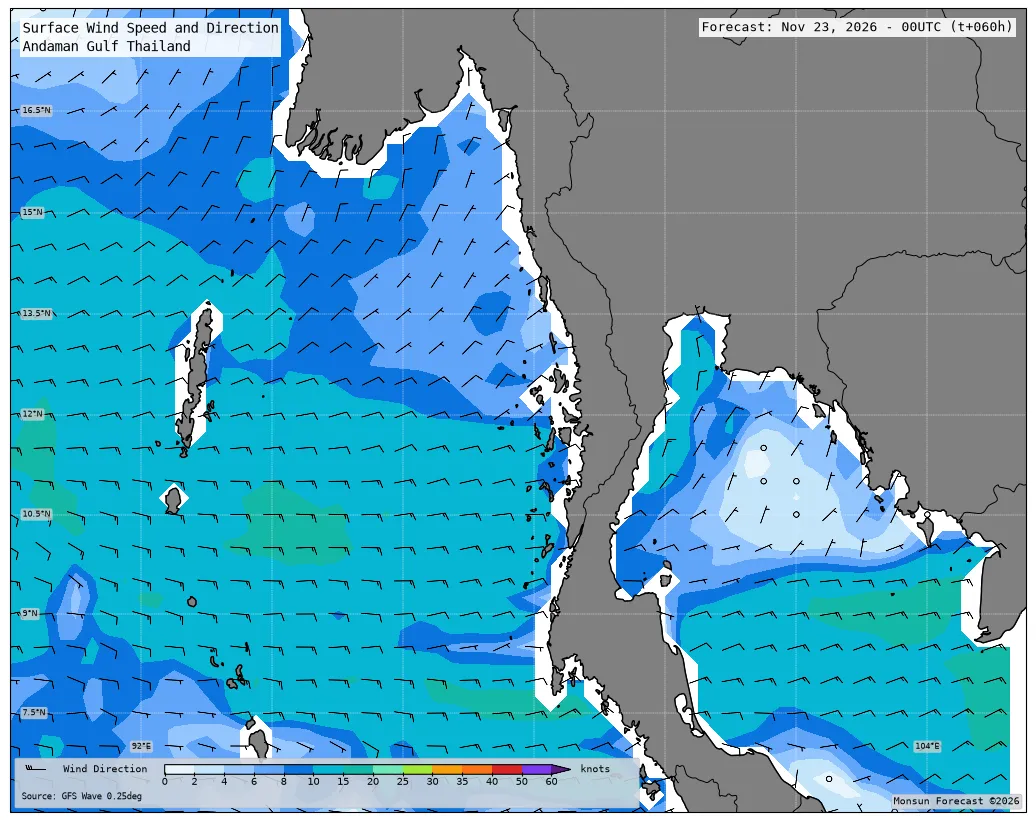 Surface Wind Speed and Direction
Andaman Gulf Thailand
Forecast: Nov 23, 2026 - 00UTC (t+060h)
16.5°N
15°N
13.5°N
12°N
10.5°N
9°N
7.5°N
92°E
104°E
Wind Direction
0 2 4 6 8 10 15 20 25 30 35 40 50 60
knots
Source: GFS Wave 0.25deg
Monsun Forecast ©2026